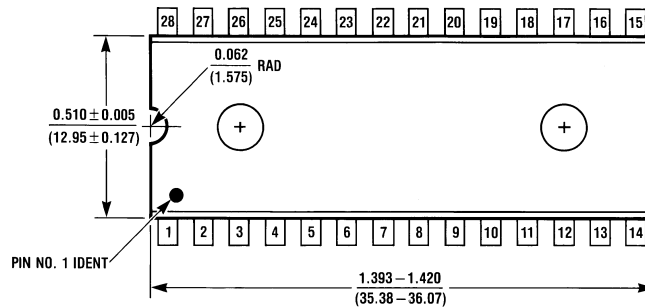 28 27 26 25 24 23 22 21 20 19 18 17 16 15
0.062
(1.575)
RAD
0.510 ± 0.005
(12.95 ± 0.127)
1 2 3 4 5 6 7 8 9 10 11 12 13 14
PIN NO. 1 IDENT
1.393 – 1.420
(35.38 – 36.07)